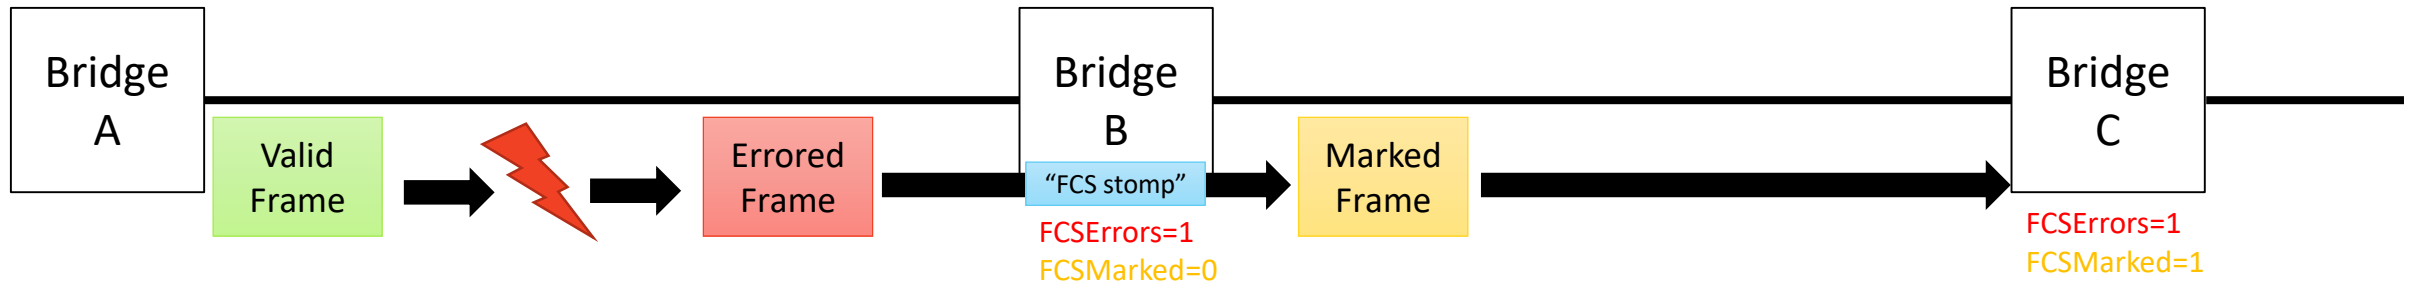 Bridge
A
Valid
Frame
Errored
Frame
Bridge
B
“FCS stomp”
FCSErrors=1
FCSMarked=0
Marked
Frame
Bridge
C
FCSErrors=1
FCSMarked=1